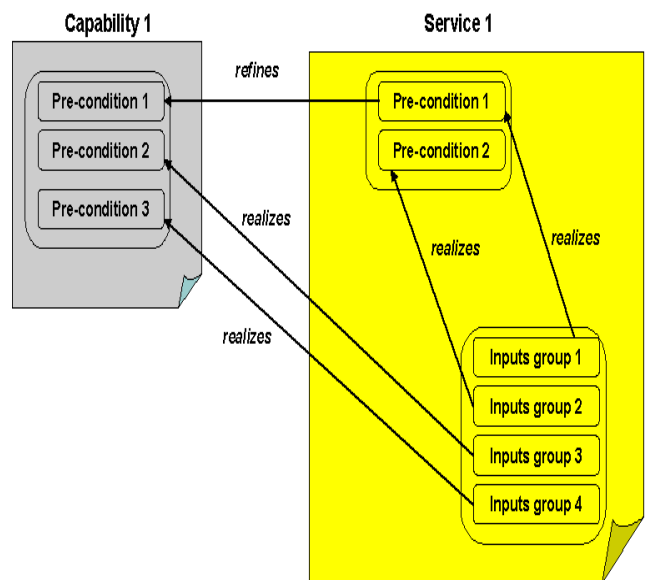 Capability 1
Service 1
refines
Pre-condition 1
Pre-condition 2
Pre-condition 3
Pre-condition 1
Pre-condition 2
realizes
realizes
realizes
realizes
Inputs group 1
Inputs group 2
Inputs group 3
Inputs group 4